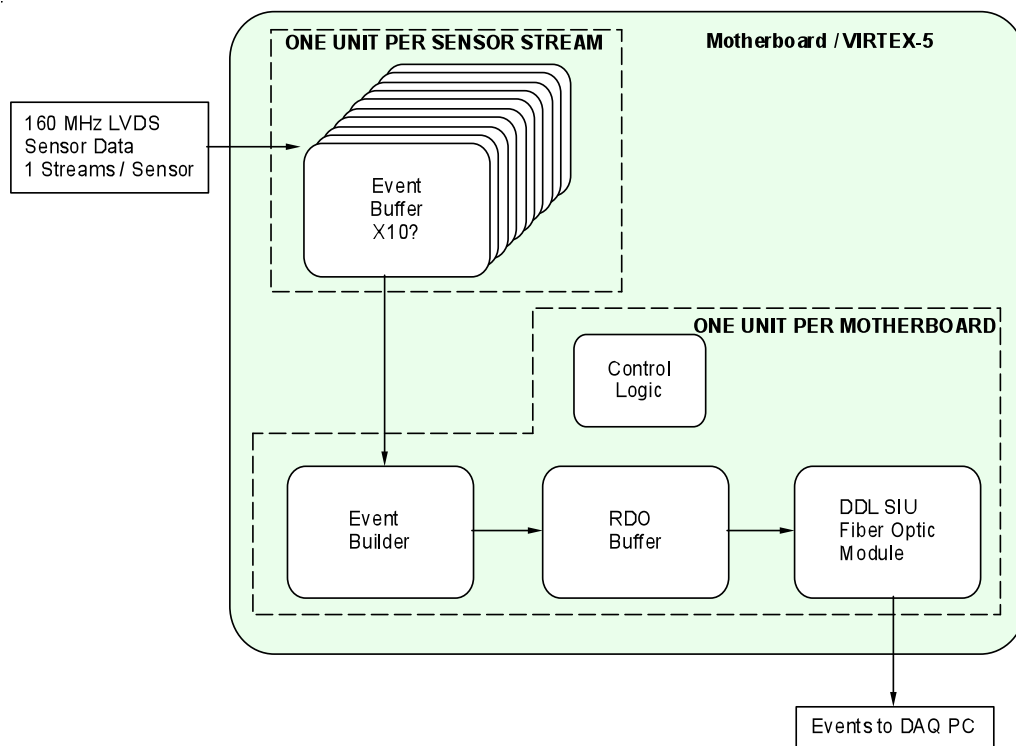 ONE UNIT PER SENSOR STREAM
Motherboard / VIRTEX-5
160 MHz LVDS
Sensor Data
1 Streams / Sensor
Event
Buffer
X10?
ONE UNIT PER MOTHERBOARD
Control
Logic
Event
Builder
RDO
Buffer
DDL SIU
Fiber Optic
Module
Events to DAQ PC